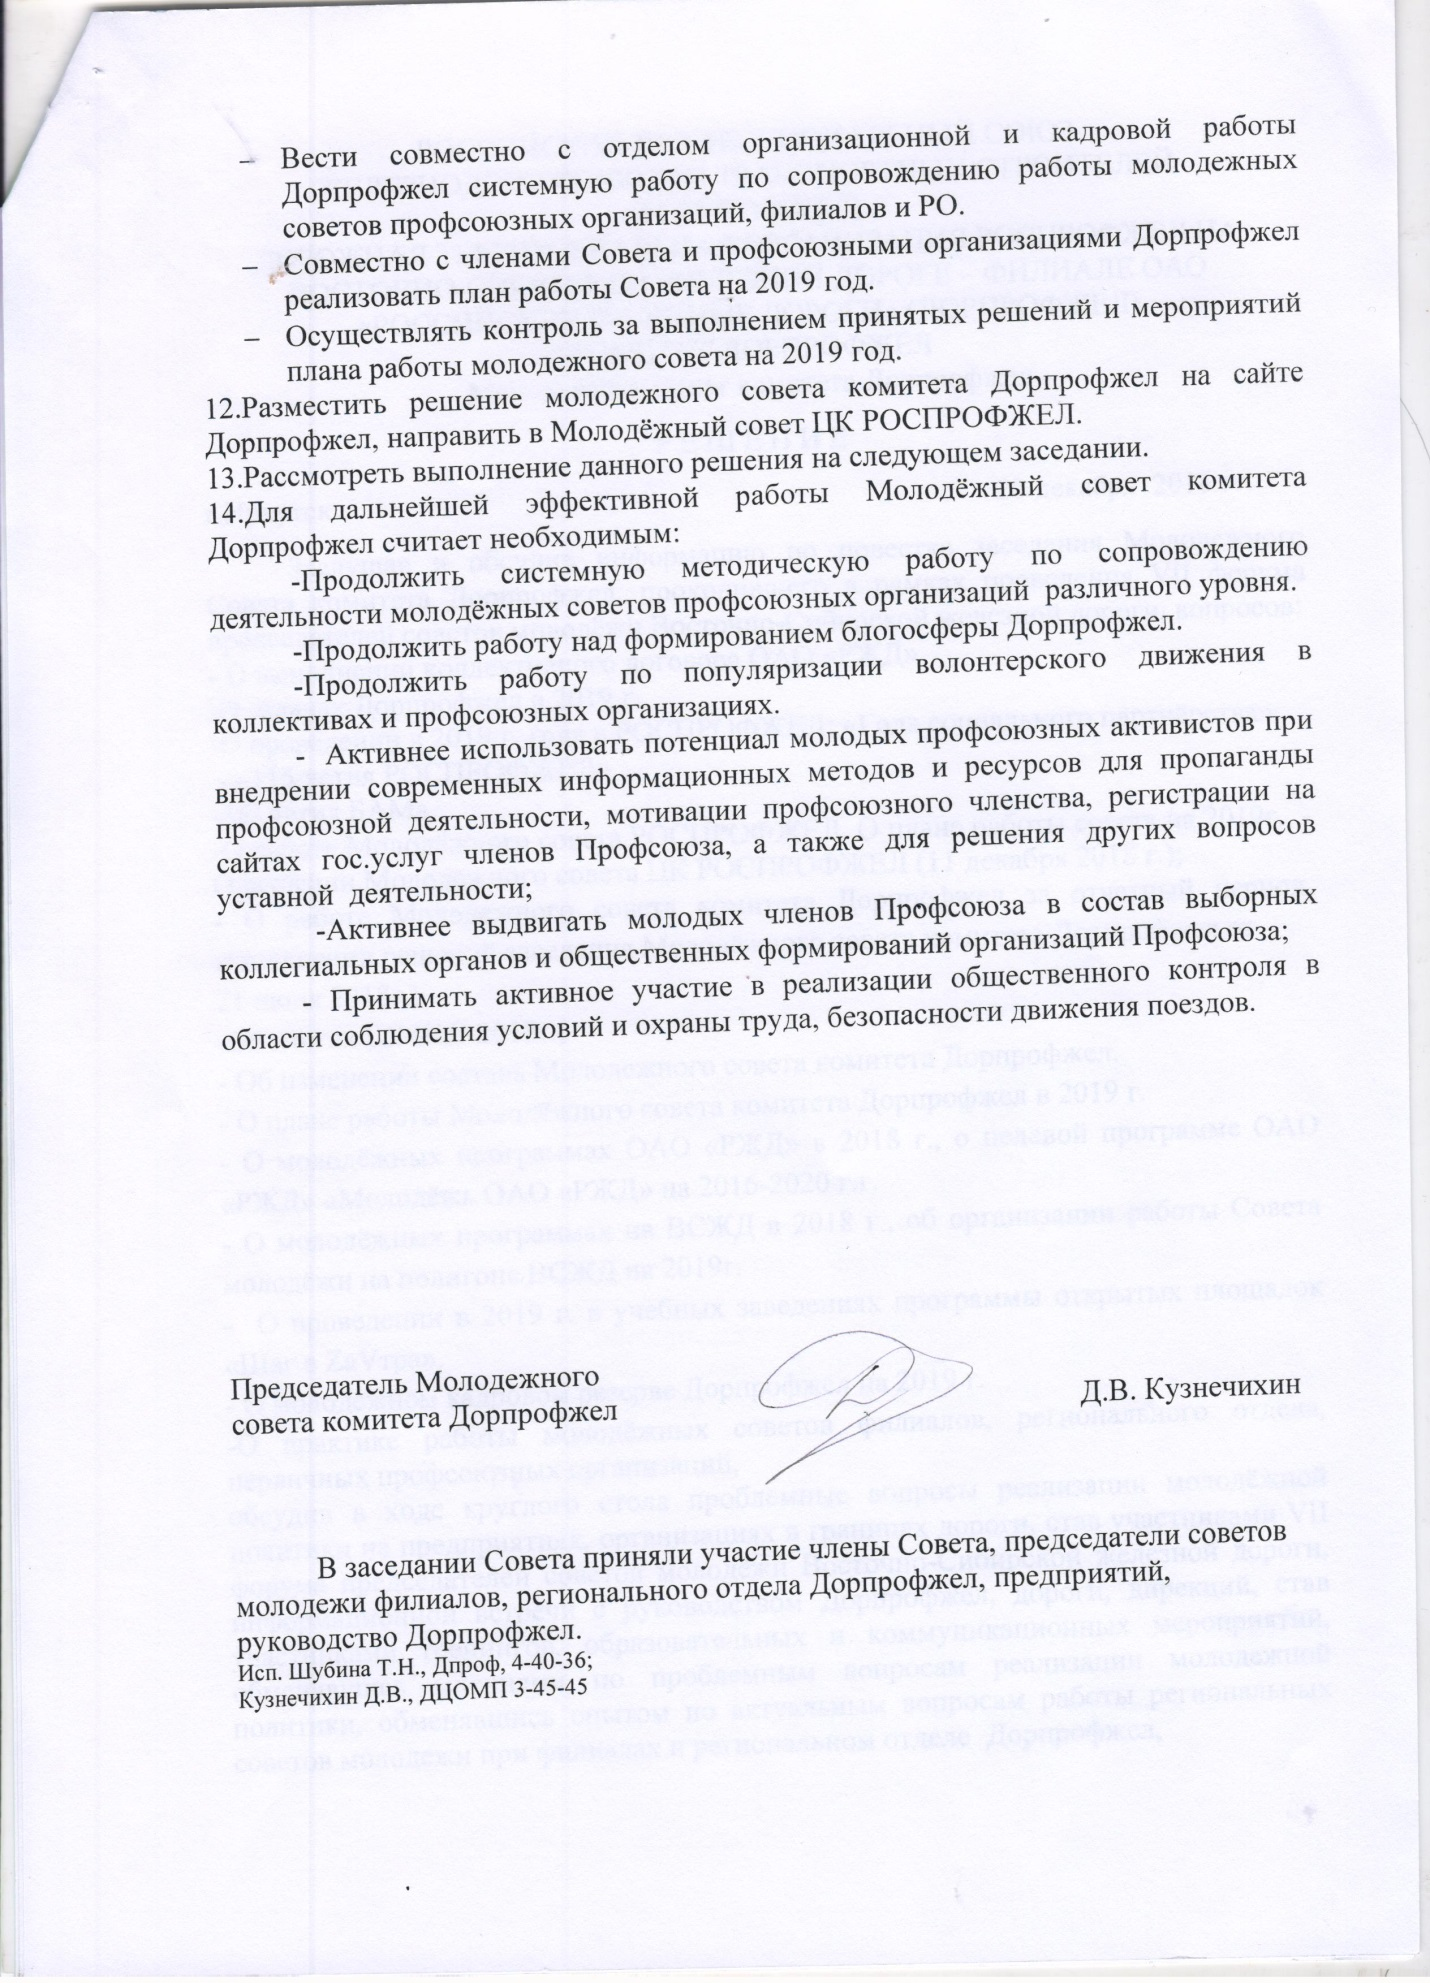 – Вести совместно с отделом организационной и кадровой работы
Дорпрофжел системную работу по сопровождению работы молодежных
советов профсоюзных организаций, филиалов и РО.
– Совместно с членами Совета и профсоюзными организациями Дорпрофжел
реализовать план работы Совета на 2019 год.
– Осуществлять контроль за выполнением принятых решений и мероприятий
плана работы молодежного совета на 2019 год.
12.Разместить решение молодежного совета комитета Дорпрофжел на сайте
Дорпрофжел, направить в Молодёжный совет ЦК РОСПРОФЖЕЛ.
13.Рассмотреть выполнение данного решения на следующем заседании.
14.Для дальнейшей эффективной работы Молодёжный совет комитета
Дорпрофжел считает необходимым:
-Продолжить системную методическую работу по сопровождению
деятельности молодёжных советов профсоюзных организаций различного уровня.
-Продолжить работу над формированием блогосферы Дорпрофжел.
-Продолжить работу по популяризации волонтерского движения в
коллективах и профсоюзных организациях.
- Активнее использовать потенциал молодых профсоюзных активистов при
внедрении современных информационных методов и ресурсов для пропаганды
профсоюзной деятельности, мотивации профсоюзного членства, регистрации на
сайтах гос.услуг членов Профсоюза, а также для решения других вопросов
уставной деятельности;
-Активнее выдвигать молодых членов Профсоюза в состав выборных
коллегиальных органов и общественных формирований организаций Профсоюза;
- Принимать активное участие в реализации общественного контроля в
области соблюдения условий и охраны труда, безопасности движения поездов.
Председатель Молодежного
совета комитета Дорпрофжел Д.В. Кузнечихин
В заседании Совета приняли участие члены Совета, председатели советов
молодежи филиалов, регионального отдела Дорпрофжел, предприятий,
руководство Дорпрофжел.
Исп. Шубина Т.Н., Дпроф, 4-40-36;
Кузнечихин Д.В., ДЦОМП 3-45-45